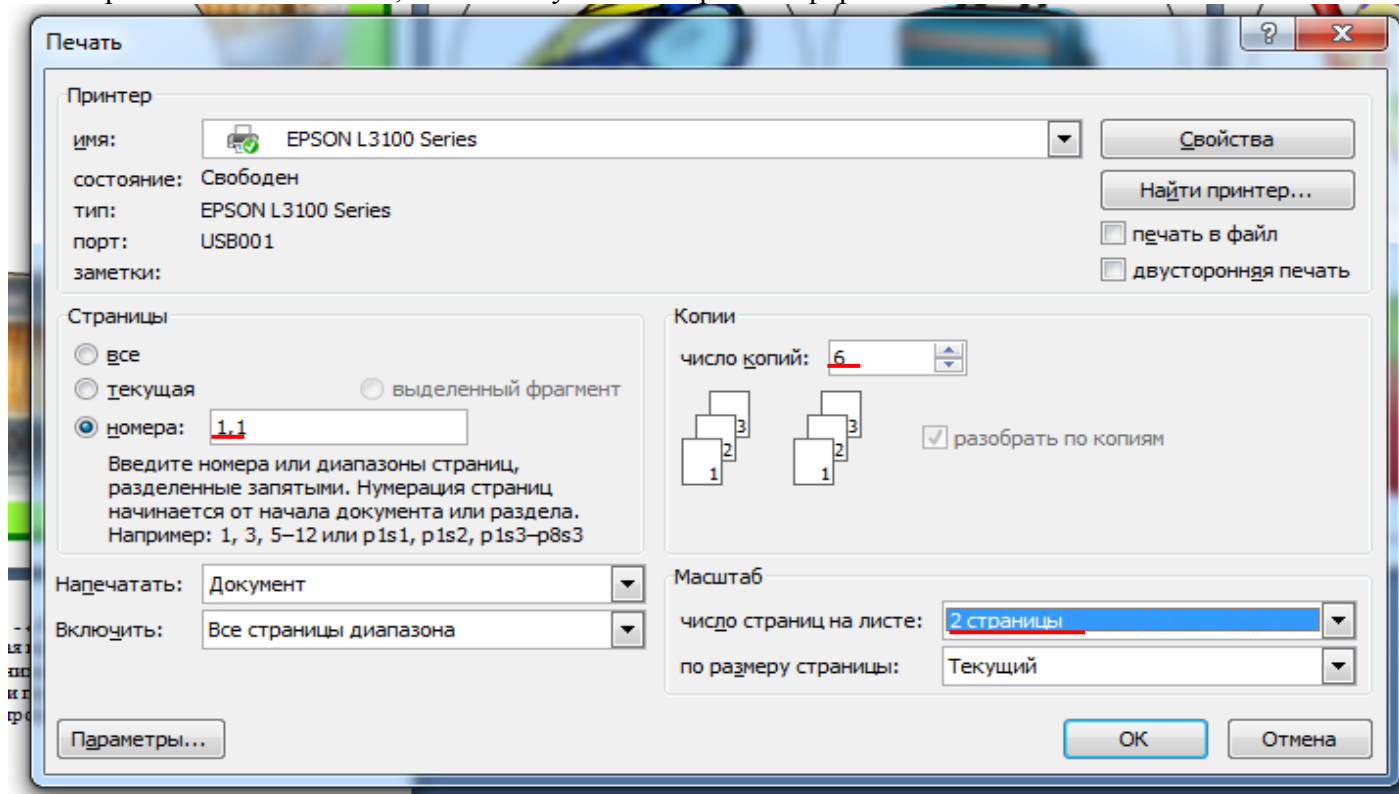 Печать
Принтер
имя: EPSON L3100 Series
Свойства
состояние: Свободен
Найти принтер...
тип: EPSON L3100 Series
порт: USB001
печать в файл
заметки:
двусторонняя печать
Страницы
все
текущая
выделенный фрагмент
номера: 1,1
Введите номера или диапазоны страниц,
разделенные запятыми. Нумерация страниц
начинается от начала документа или раздела.
Например: 1, 3, 5–12 или p1s1, p1s2, p1s3–p8s3
Копии
число копий: 6
1 2 3
1 2 3
разобрать по копиям
Напечатать: Документ
Включить: Все страницы диапазона
Масштаб
число страниц на листе: 2 страницы
по размеру страницы: Текущий
Параметры...
ОК
Отмена